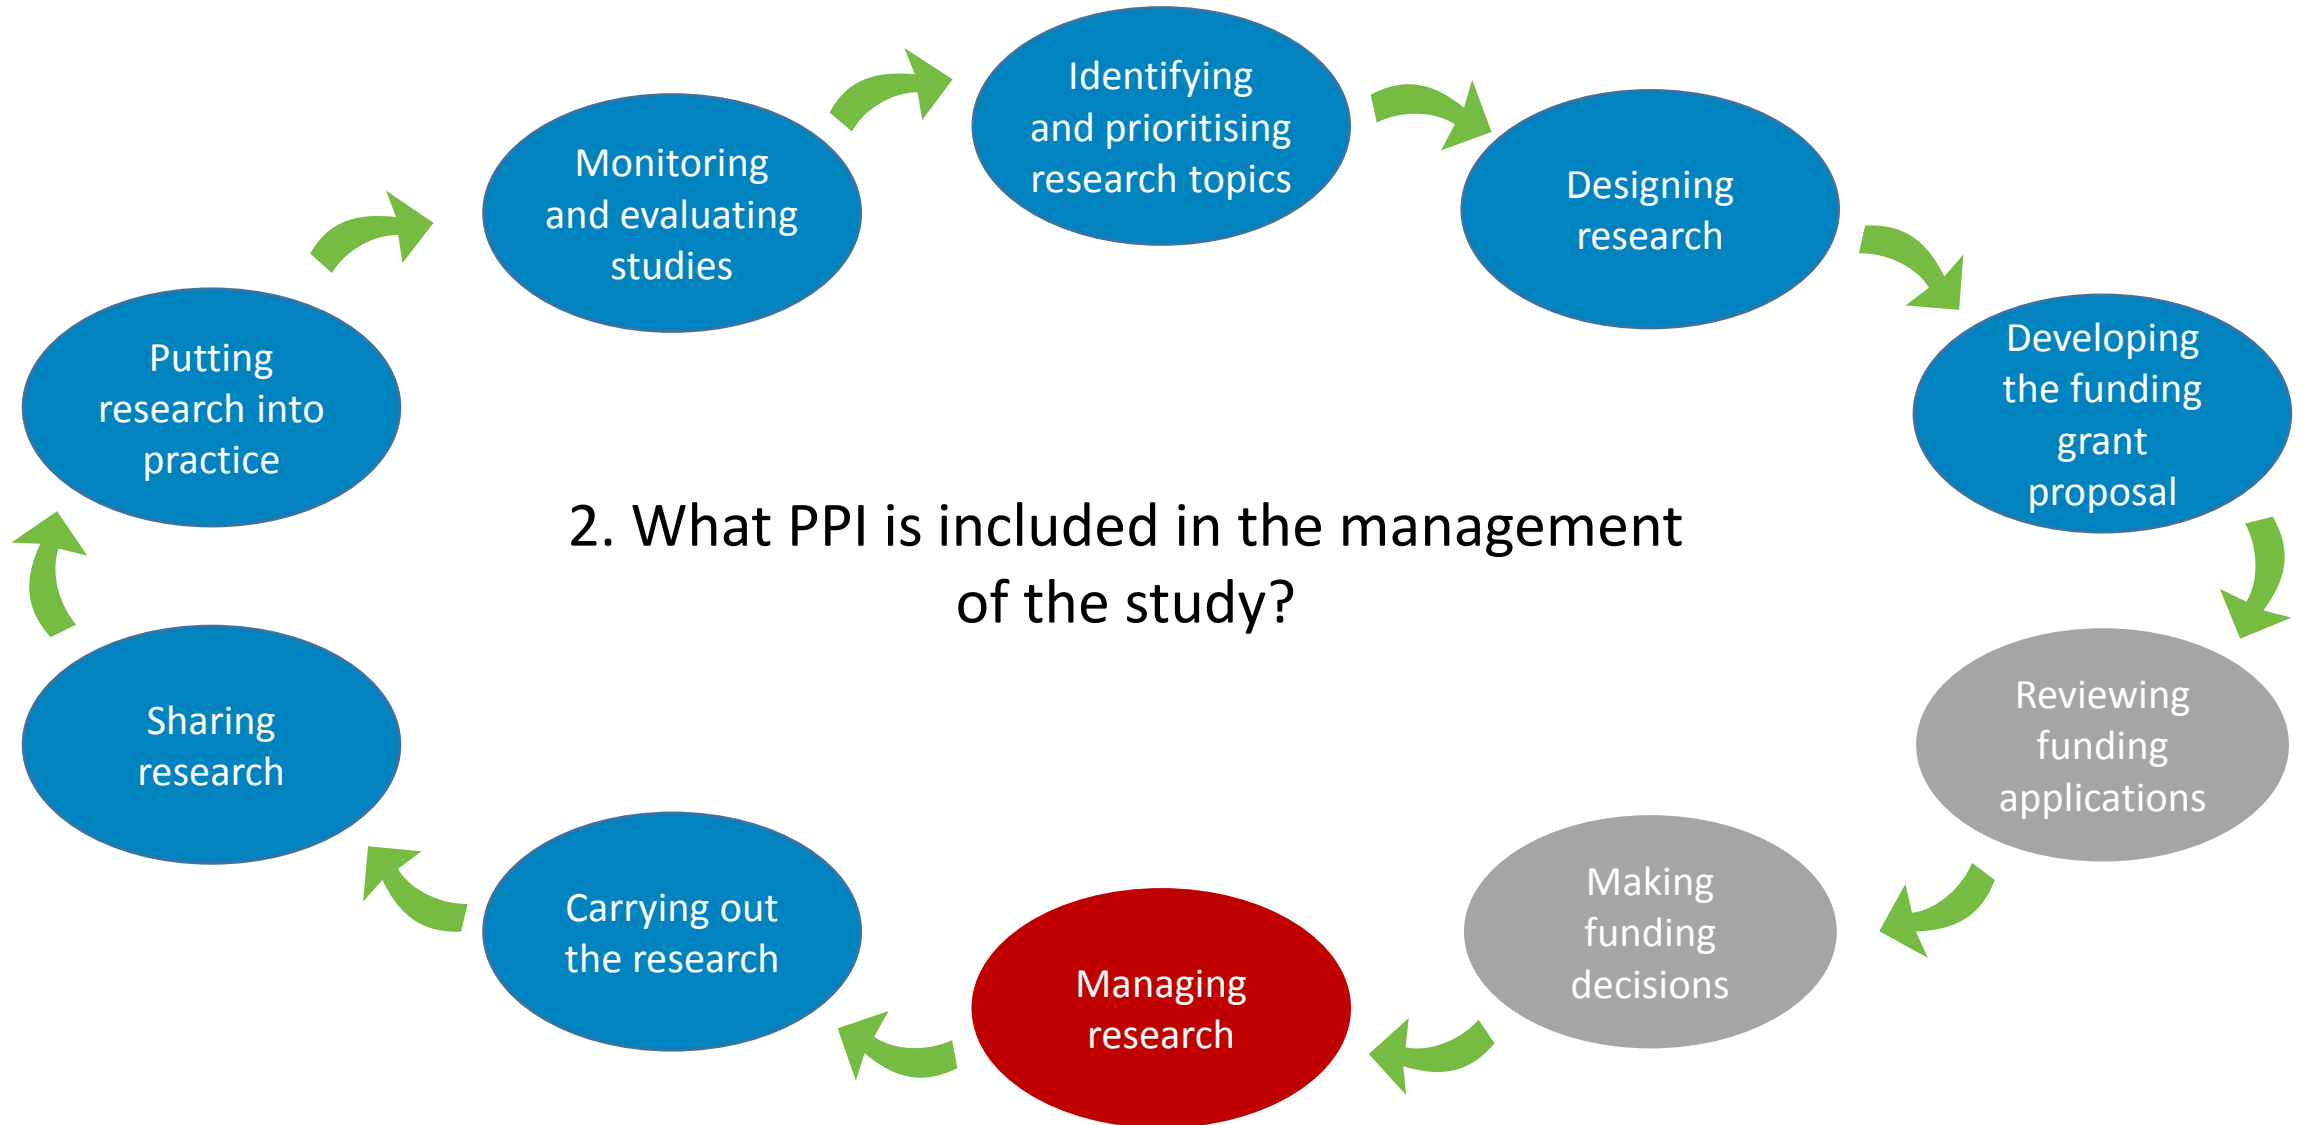 Identifying
and prioritising
research topics
Designing
research
Developing
the funding
grant
proposal
Reviewing
funding
applications
Making
funding
decisions
Managing
research
Carrying out
the research
Sharing
research
Putting
research into
practice
Monitoring
and evaluating
studies
2. What PPI is included in the management
of the study?